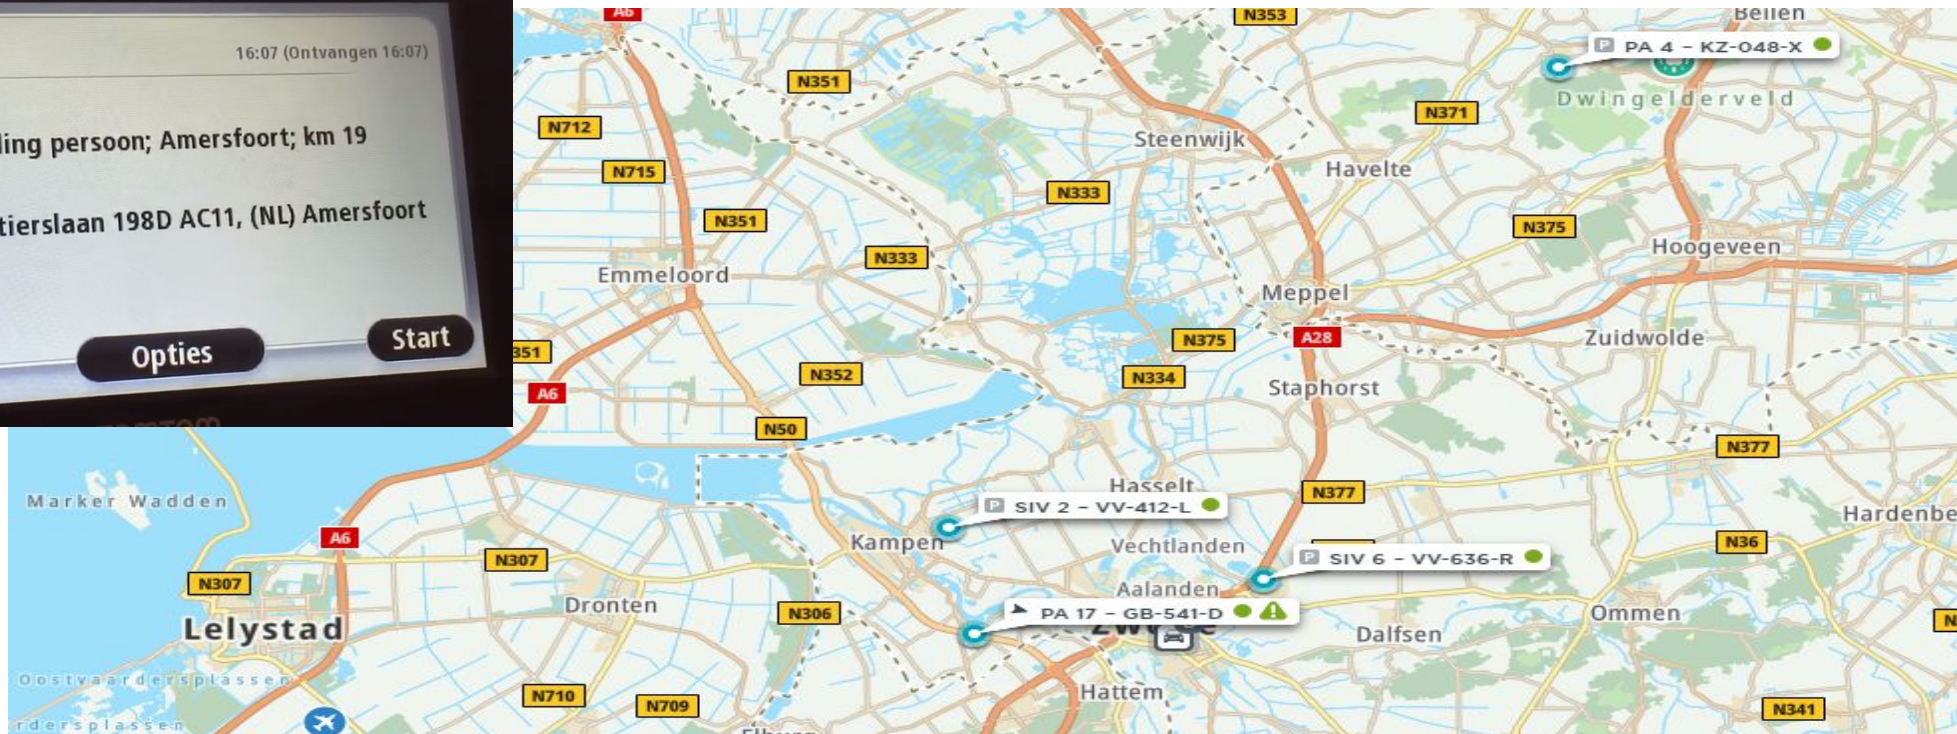 16:07 (Ontvangen 16:07)
ling persoon; Amersfoort; km 19
tierslaan 198D AC11, (NL) Amersfoort
Opties
Start
A6
N353
Beilen
P PA 4 - KZ-048-X
N351
Dwingelderveld
N371
N712
Steenwijk
N715
Havelte
N333
N351
N375
N333
Hoogeveen
Emmeloord
Meppel
A28
N375
Zuidwolde
351
N352
N334
Staphorst
A6
N50
N377
Marker Wadden
Hasselt
N377
P SIV 2 - VV-412-L
Hardenbe
A6
Kampen
Vechtlanden
N36
N307
P SIV 6 - VV-636-R
N307
Aalanden
Dronten
N306
PA 17 - GB-541-D
Ommen
N
Lelystad
Dalfsen
Oostvaardersplassen
Hattem
N710
N709
N341
rdersplassen
Elburg